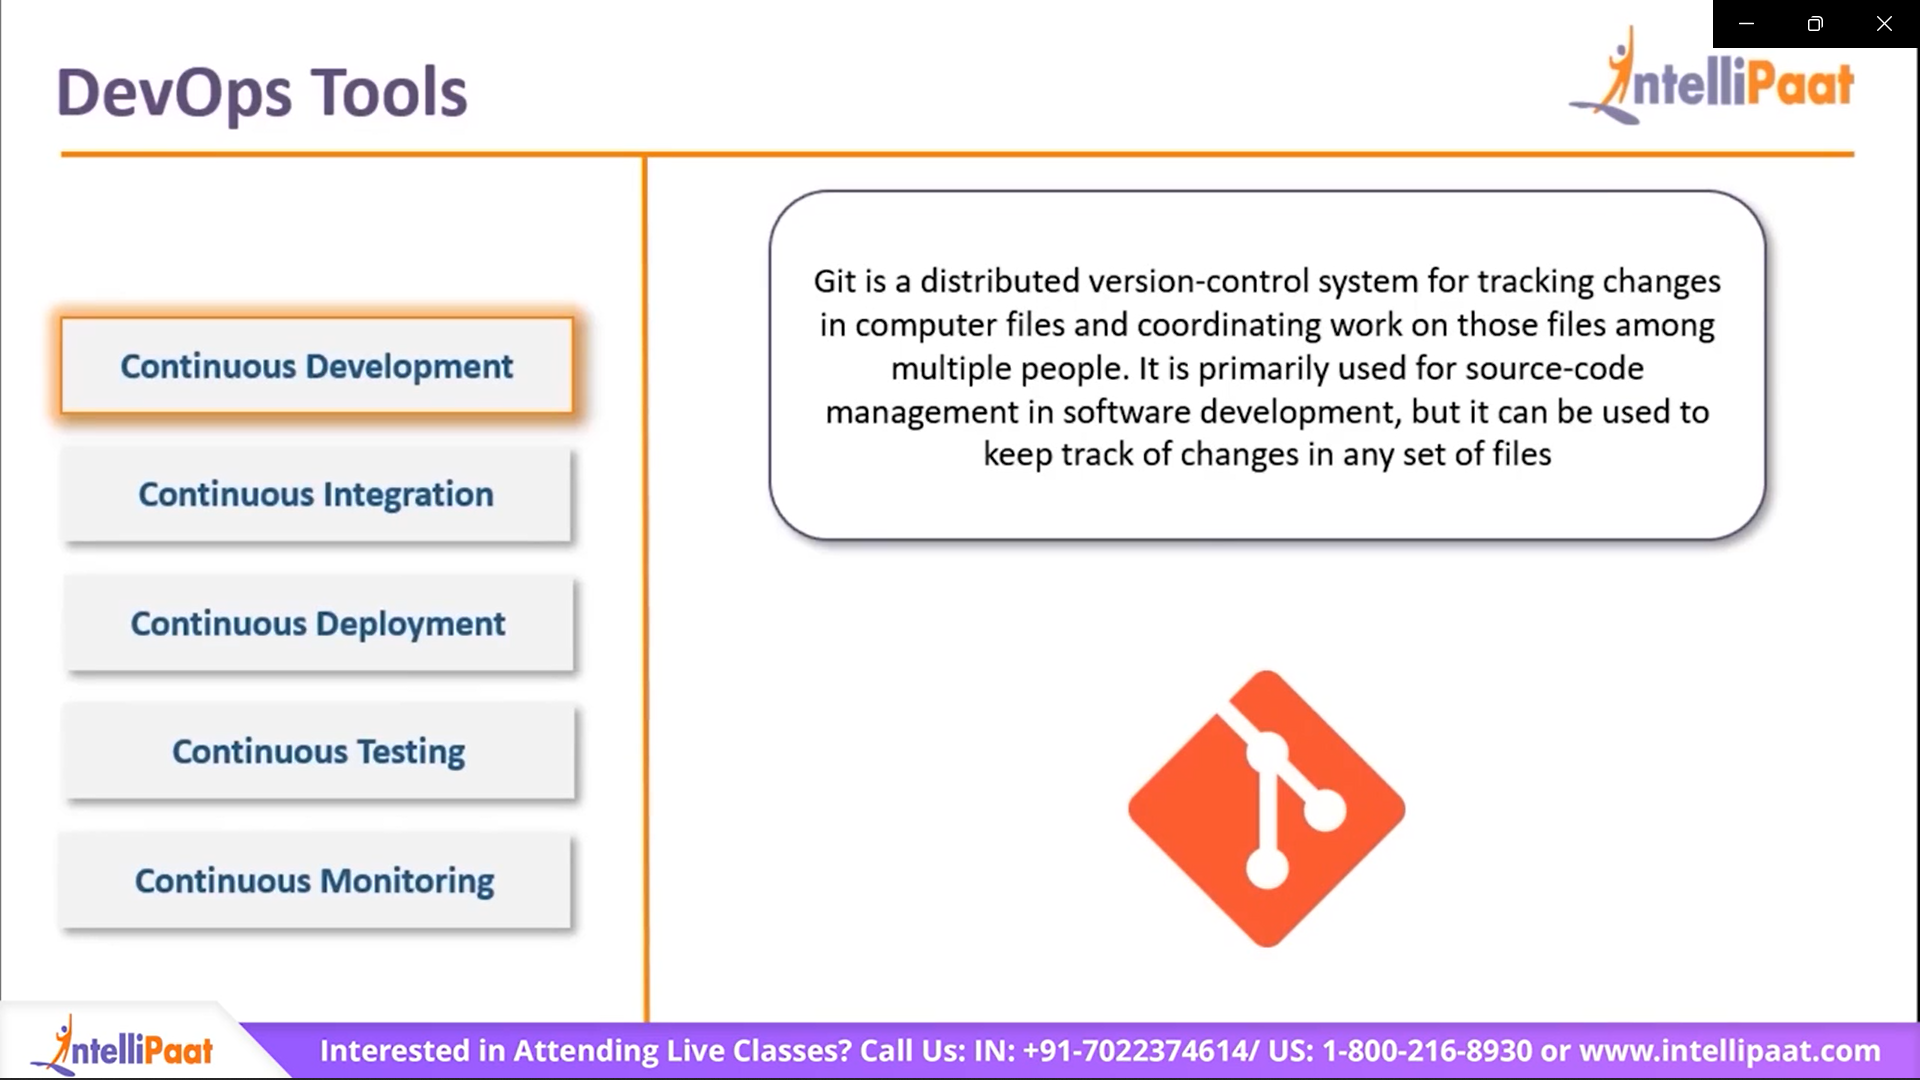 DevOps Tools
IntelliPaat
Continuous Development
Continuous Integration
Continuous Deployment
Continuous Testing
Continuous Monitoring
Git is a distributed version-control system for tracking changes
in computer files and coordinating work on those files among
multiple people. It is primarily used for source-code
management in software development, but it can be used to
keep track of changes in any set of files
IntelliPaat
Interested in Attending Live Classes? Call Us: IN: +91-7022374614/ US: 1-800-216-8930 or www.intellipaat.com